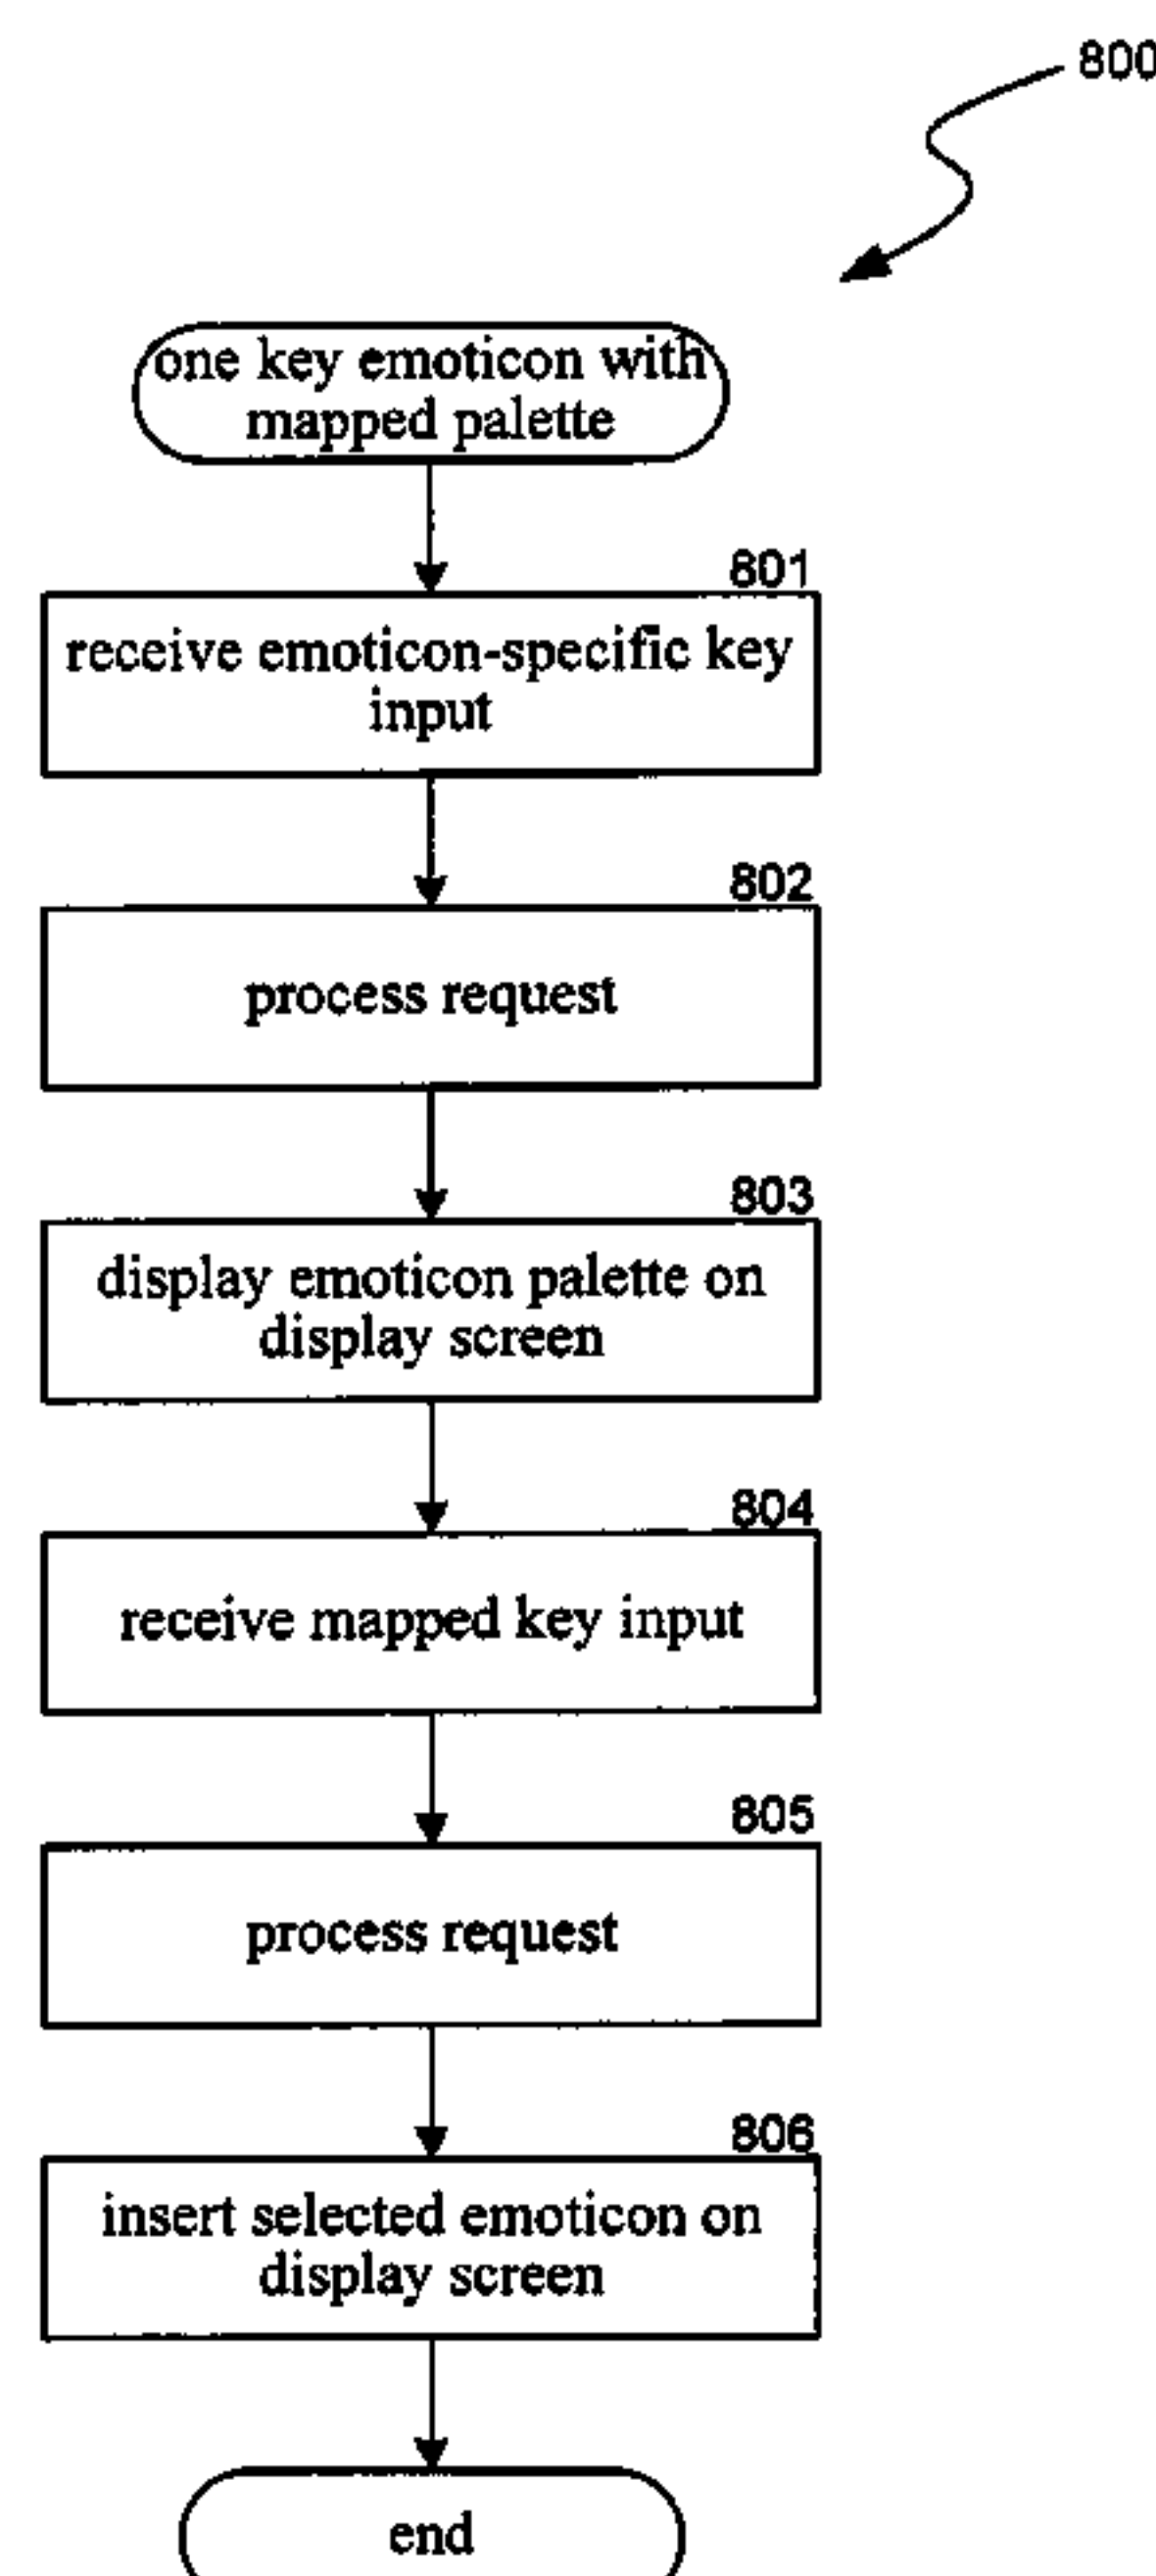 800
one key emoticon with
mapped palette
801
receive emoticon-specific key
input
802
process request
803
display emoticon palette on
display screen
804
receive mapped key input
805
process request
806
insert selected emoticon on
display screen
end